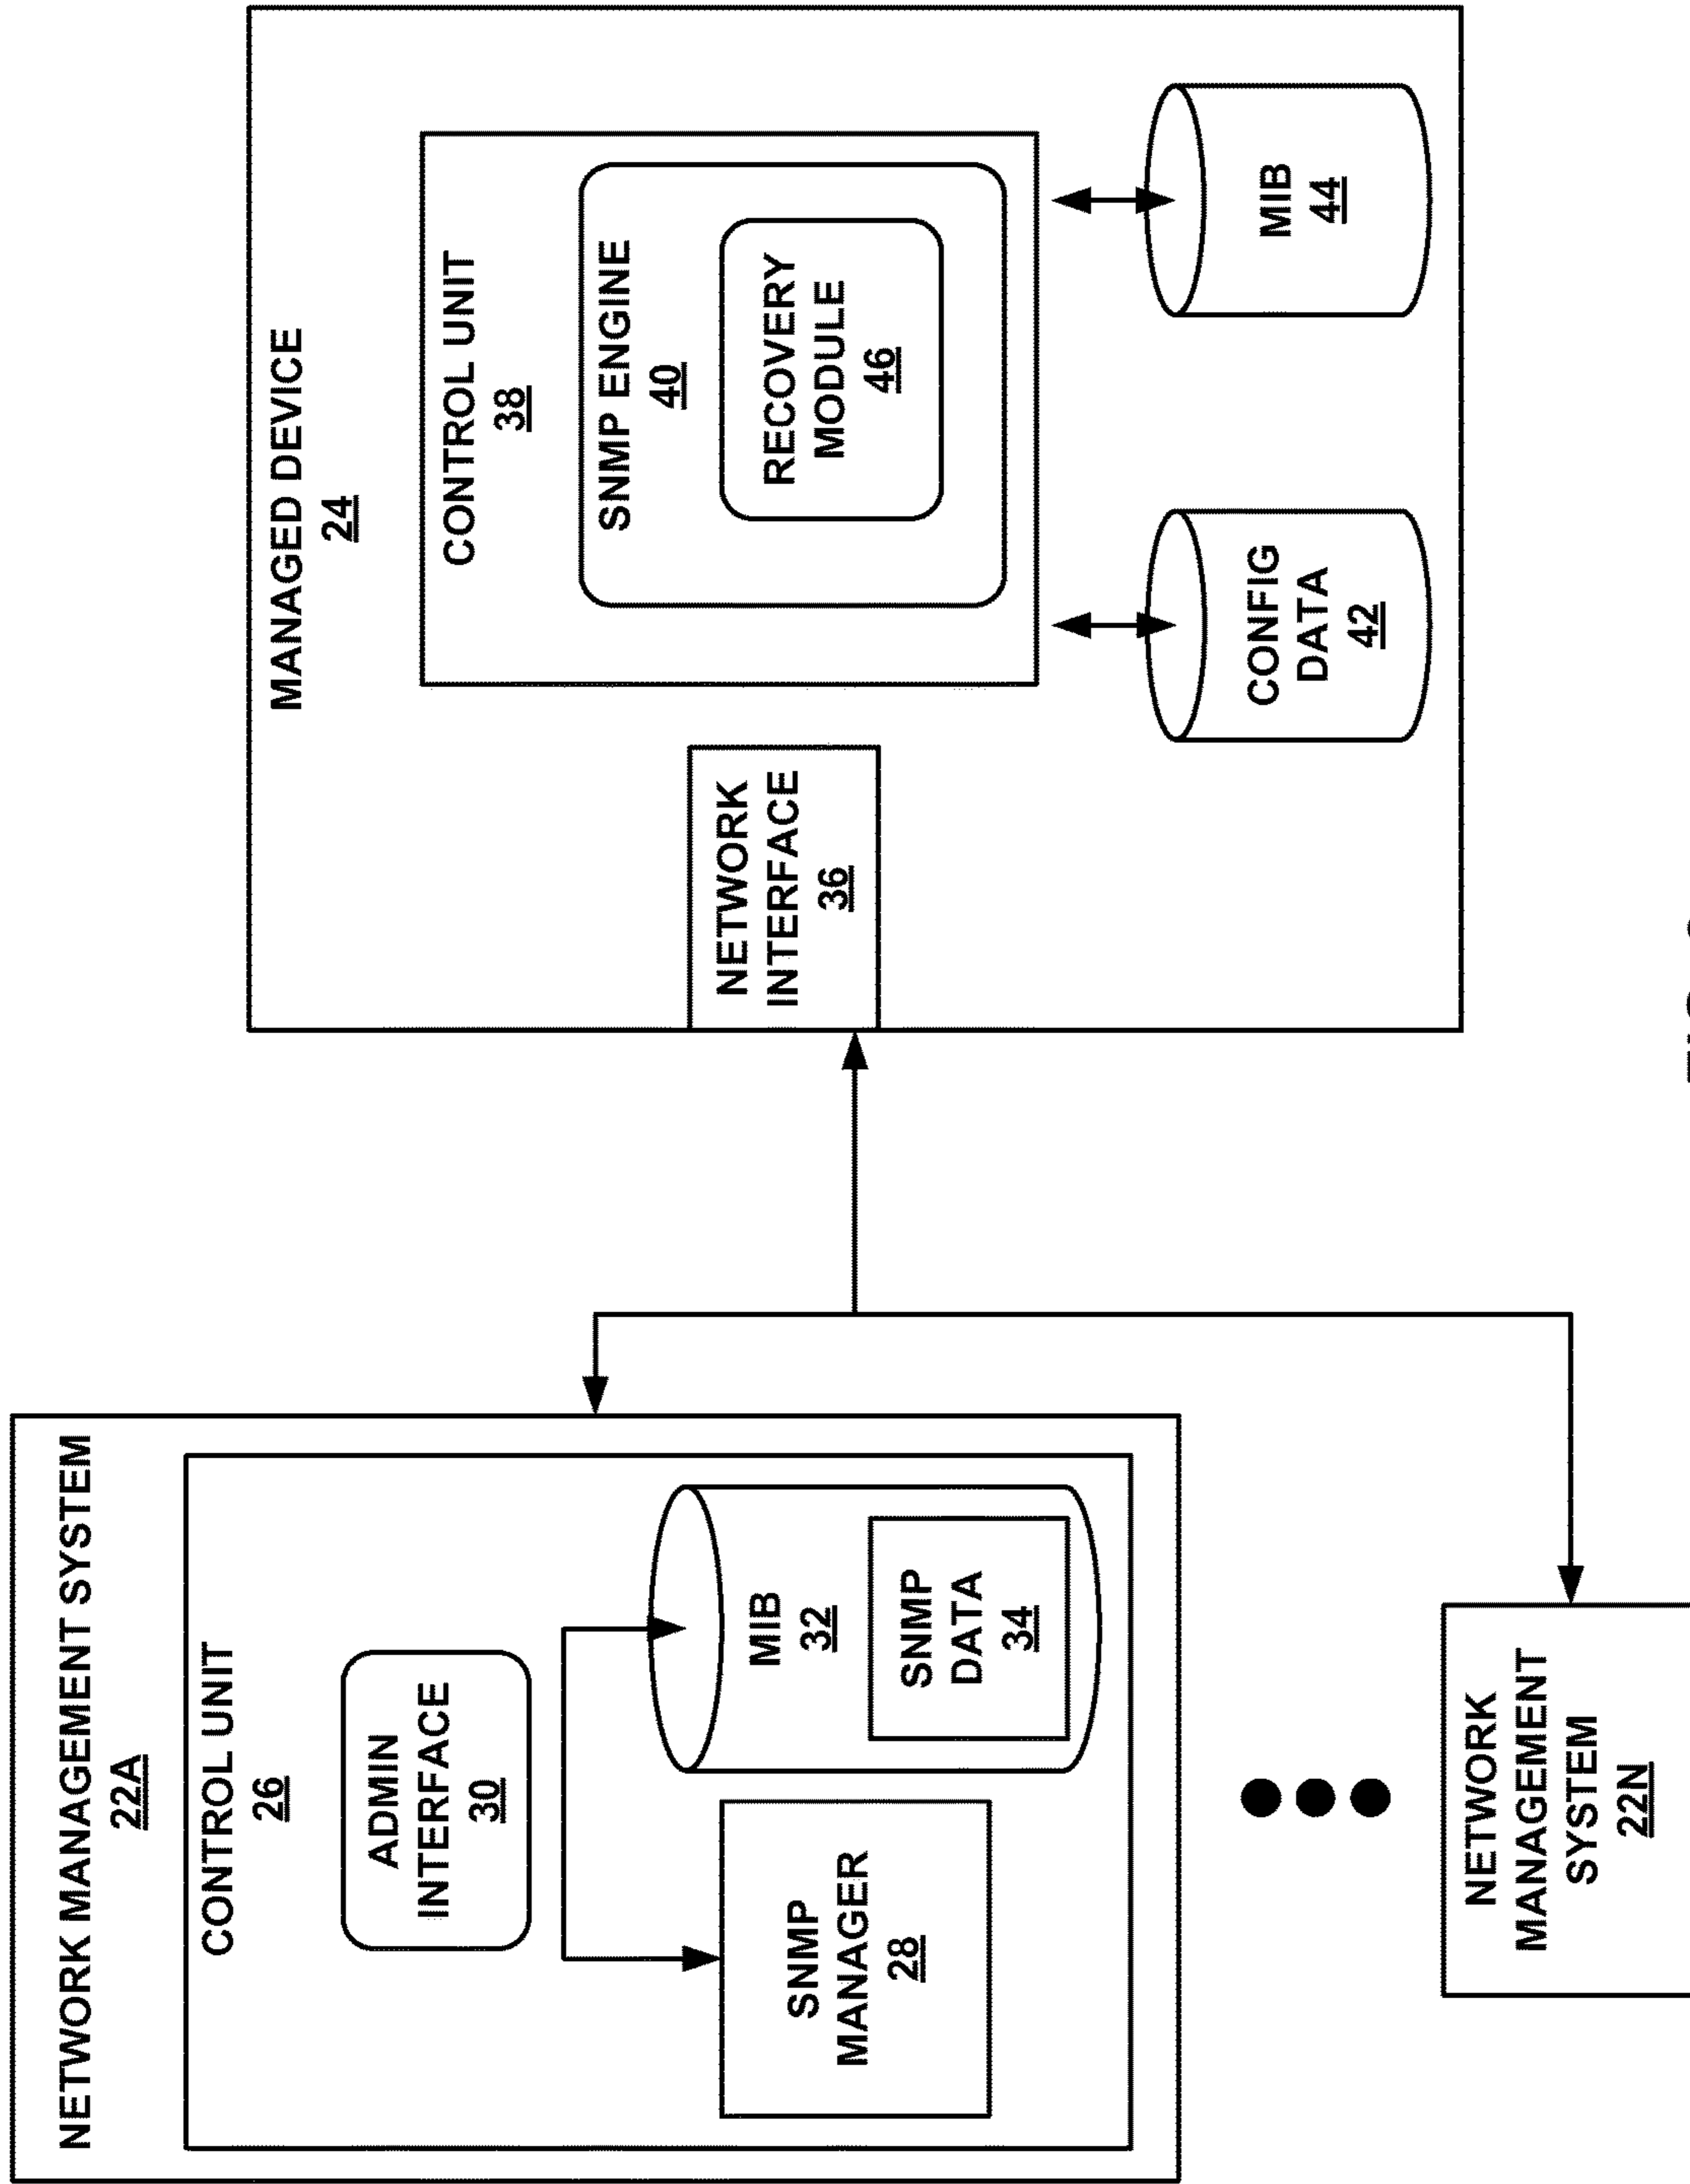 NETWORK MANAGEMENT SYSTEM
22A
CONTROL UNIT
26
ADMIN
INTERFACE
30
SNMP
MANAGER
28
MIB
32
SNMP
DATA
34
NETWORK
MANAGEMENT
SYSTEM
22N
MANAGED DEVICE
24
NETWORK
INTERFACE
36
CONTROL UNIT
38
SNMP ENGINE
40
RECOVERY
MODULE
46
CONFIG
DATA
42
MIB
44